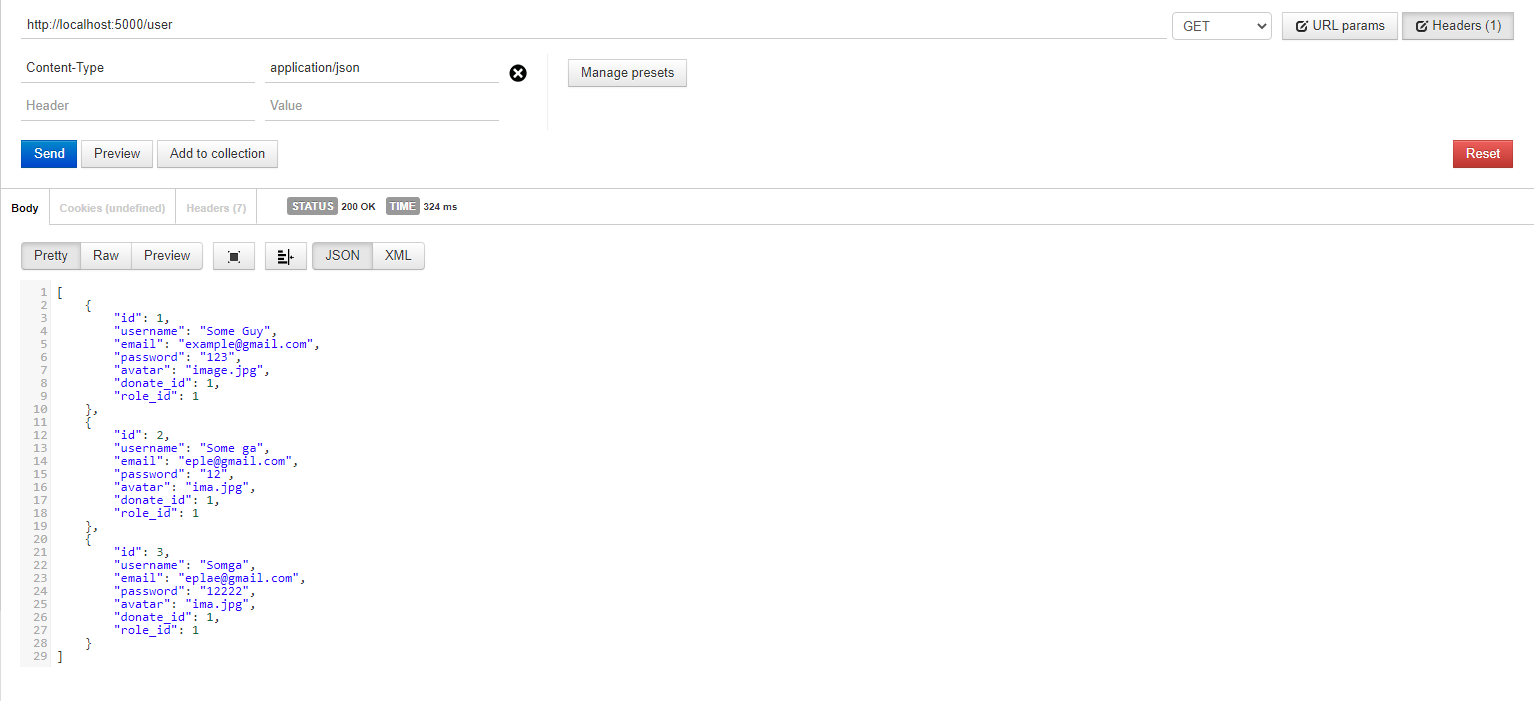 http://localhost:5000/user GET URL params Headers (1)
Content-Type application/json Manage presets
Header Value
Send Preview Add to collection Reset
Body Cookies (undefined) Headers (7) STATUS 200 OK TIME 324 ms
Pretty Raw Preview JSON XML
1 [
2     {
3         "id": 1,
4         "username": "Some Guy",
5         "email": "example@gmail.com",
6         "password": "123",
7         "avatar": "image.jpg",
8         "donate_id": 1,
9         "role_id": 1
10     },
11     {
12         "id": 2,
13         "username": "Some ga",
14         "email": "eple@gmail.com",
15         "password": "12",
16         "avatar": "ima.jpg",
17         "donate_id": 1,
18         "role_id": 1
19     },
20     {
21         "id": 3,
22         "username": "Somga",
23         "email": "eplae@gmail.com",
24         "password": "12222",
25         "avatar": "ima.jpg",
26         "donate_id": 1,
27         "role_id": 1
28     }
29 ]